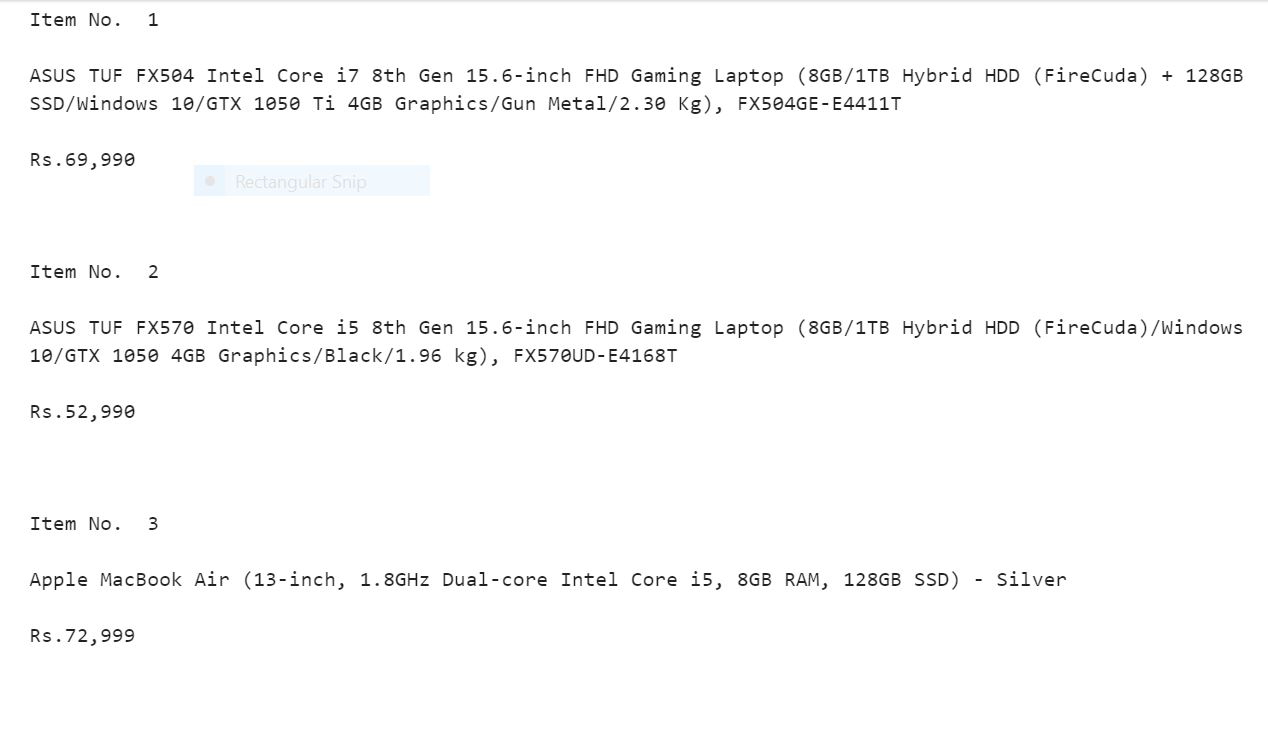 Item No.  1
ASUS TUF FX504 Intel Core i7 8th Gen 15.6-inch FHD Gaming Laptop (8GB/1TB Hybrid HDD (FireCuda) + 128GB
SSD/Windows 10/GTX 1050 Ti 4GB Graphics/Gun Metal/2.30 Kg), FX504GE-E4411T
Rs.69,990
Rectangular Snip
Item No.  2
ASUS TUF FX570 Intel Core i5 8th Gen 15.6-inch FHD Gaming Laptop (8GB/1TB Hybrid HDD (FireCuda)/Windows
10/GTX 1050 4GB Graphics/Black/1.96 kg), FX570UD-E4168T
Rs.52,990
Item No.  3
Apple MacBook Air (13-inch, 1.8GHz Dual-core Intel Core i5, 8GB RAM, 128GB SSD) - Silver
Rs.72,999